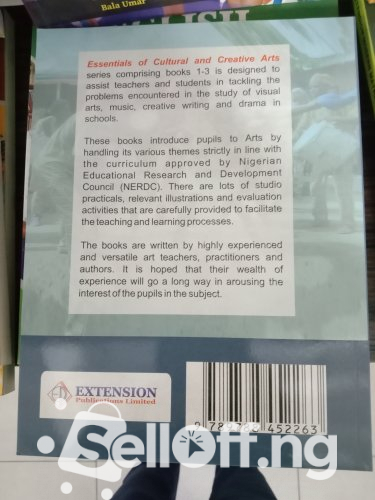 Bala Umar
ENGLISH
Essentials of Cultural and Creative Arts
series comprising books 1-3 is designed to
assist teachers and students in tackling the
problems encountered in the study of visual
arts, music, creative writing and drama in
schools.
These books introduce pupils to Arts by
handling its various themes strictly in line with
the curriculum approved by Nigerian
Educational Research and Development
Council (NERDC). There are lots of studio
practicals, relevant illustrations and evaluation
activities that are carefully provided to facilitate
the teaching and learning processes.
The books are written by highly experienced
and versatile art teachers, practitioners and
authors. It is hoped that their wealth of
experience will go a long way in arousing the
interest of the pupils in the subject.
EXTENSION
Publications Limited
452263
SellOff.ng